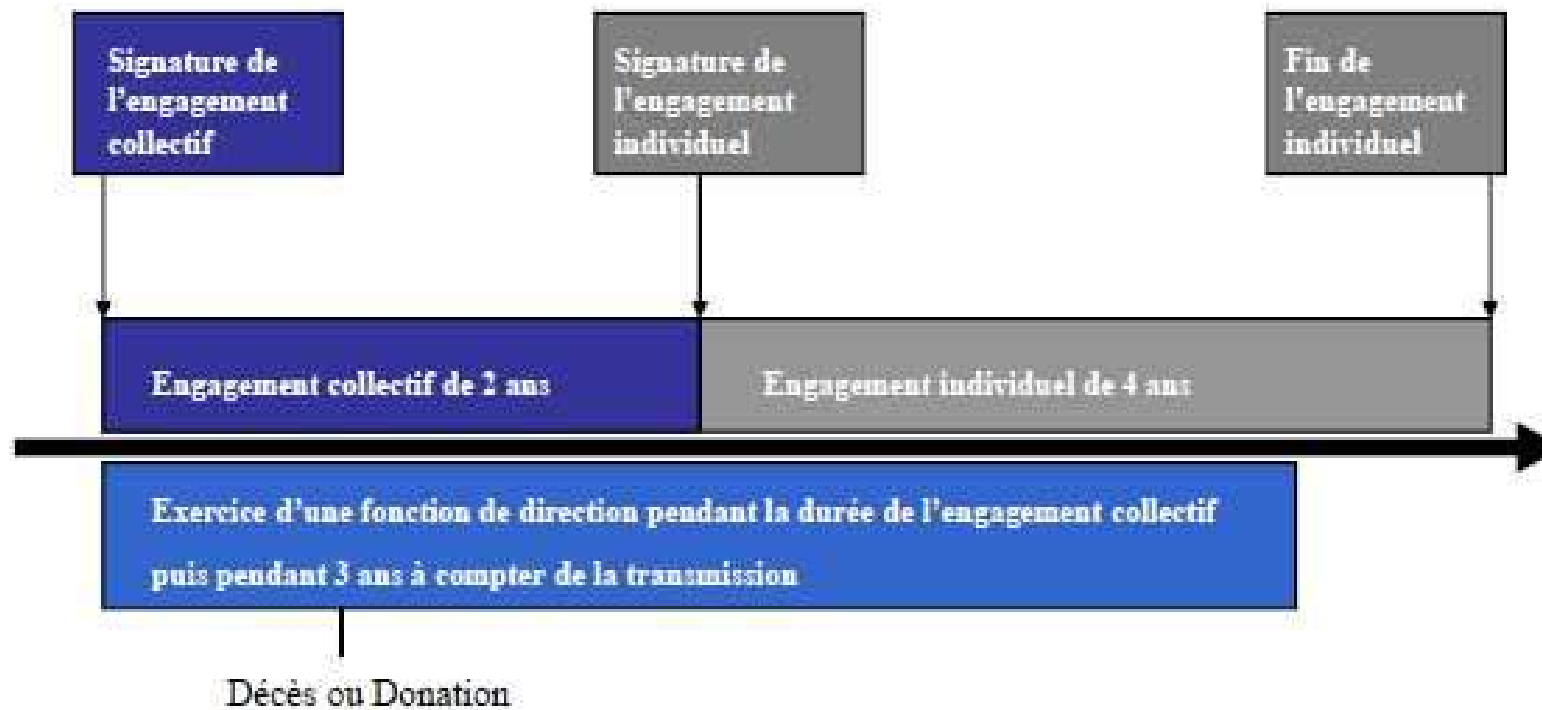 Signature de
l'engagement
collectif
Signature de
l'engagement
individuel
Fin de
l'engagement
individuel
Engagement collectif de 2 ans
Engagement individuel de 4 ans
Exercice d'une fonction de direction pendant la durée de l'engagement collectif
puis pendant 3 ans à compter de la transmission
Décès ou Donation